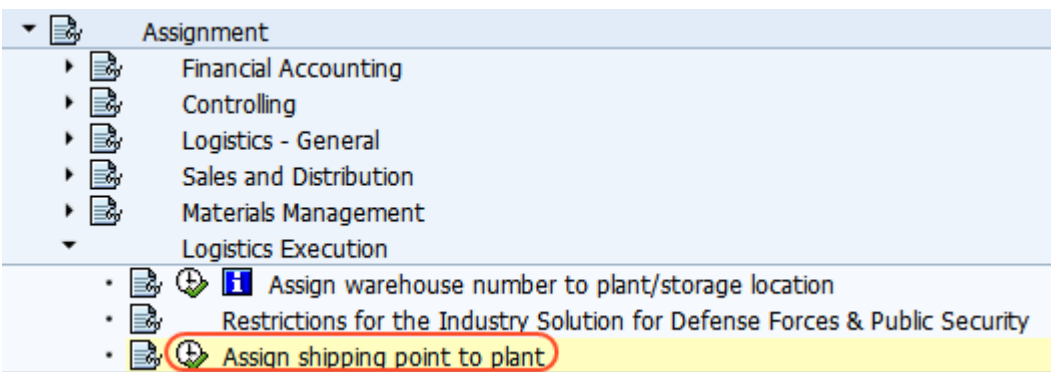 Assignment
Financial Accounting
Controlling
Logistics - General
Sales and Distribution
Materials Management
Logistics Execution
Assign warehouse number to plant/storage location
Restrictions for the Industry Solution for Defense Forces & Public Security
Assign shipping point to plant